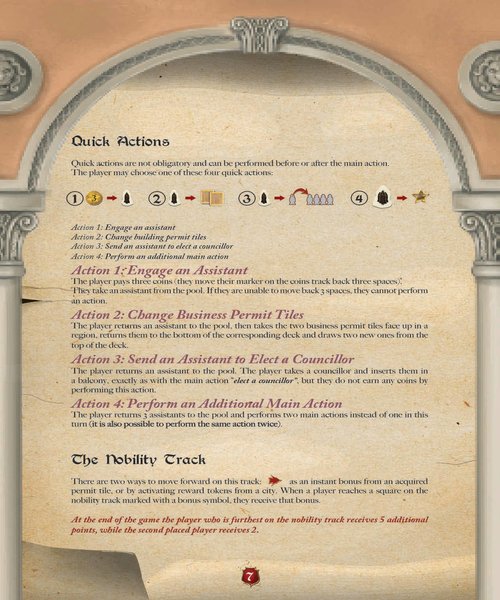 Quick Actions
Quick actions are not obligatory and can be performed before or after the main action.
The player may choose one of these four quick actions:
1 3 2 3 4
Action 1: Engage an assistant
Action 2: Change building permit tiles
Action 3: Send an assistant to elect a councillor
Action 4: Perform an additional main action
Action 1: Engage an Assistant
The player pays three coins (they move their marker on the coins track back three spaces).
They take an assistant from the pool. If they are unable to move back 3 spaces, they cannot perform
an action.
Action 2: Change Business Permit Tiles
The player returns an assistant to the pool, then takes the two business permit tiles face up in a
region, returns them to the bottom of the corresponding deck and draws two new ones from the
top of the deck.
Action 3: Send an Assistant to Elect a Councillor
The player returns an assistant to the pool. The player takes a councillor and inserts them in
a balcony, exactly as with the main action "elect a councillor", but they do not earn any coins by
performing this action.
Action 4: Perform an Additional Main Action
The player returns 3 assistants to the pool and performs two main actions instead of one in this
turn (it is also possible to perform the same action twice).
The Nobility Track
There are two ways to move forward on this track: as an instant bonus from an acquired
permit tile, or by activating reward tokens from a city. When a player reaches a square on the
nobility track marked with a bonus symbol, they receive that bonus.
At the end of the game the player who is furthest on the nobility track receives 5 additional
points, while the second placed player receives 2.
7